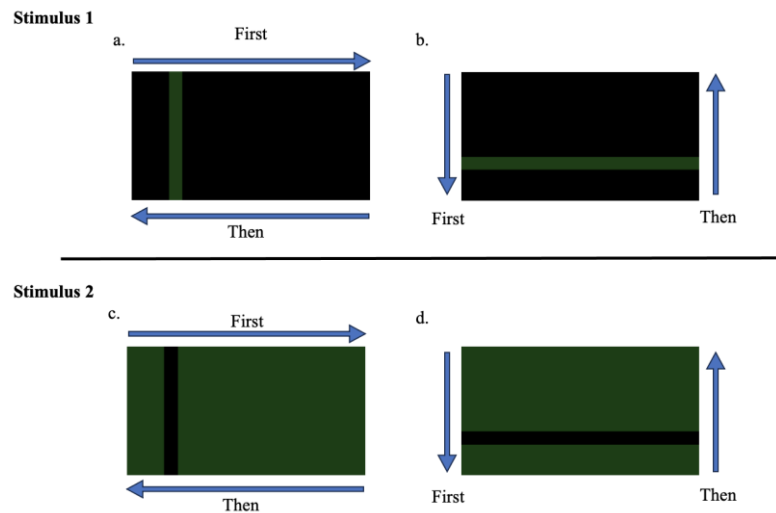 Stimulus 1
a.
First
b.
Then
First
Then
Stimulus 2
c.
First
d.
Then
First
Then